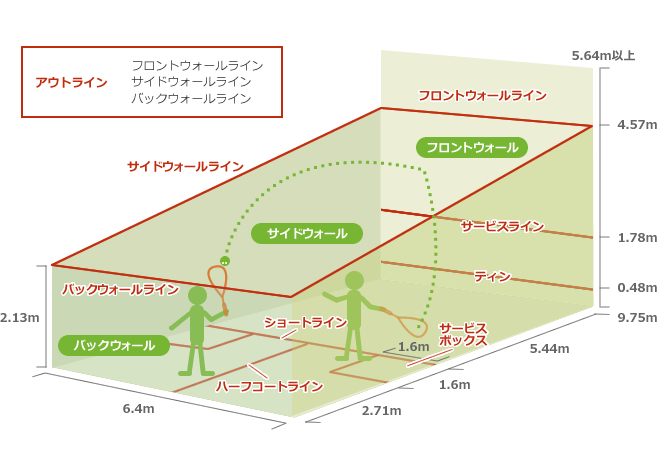 アウトライン
フロントウォールライン
サイドウォールライン
バックウォールライン
5.64m以上
フロントウォールライン
4.57m
フロントウォール
サイドウォールライン
サイドウォール
サービスライン
1.78m
ティン
0.48m
バックウォールライン
2.13m
9.75m
ショートライン
サービス
ボックス
バックウォール
1.6m
5.44m
ハーフコートライン
1.6m
6.4m
2.71m